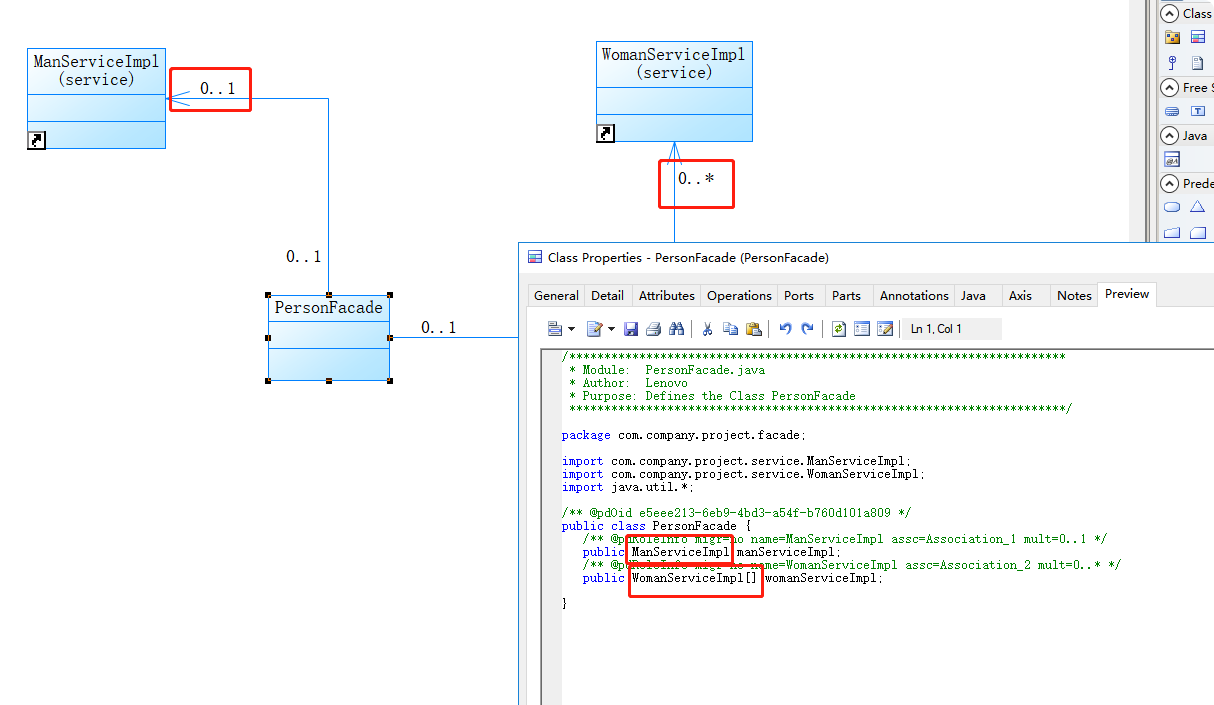 ManServiceImpl
(service)
0..1
WomanServiceImpl
(service)
0..*
0..1
PersonFacade
0..1
Class
Free S
Java
Prede
Class Properties - PersonFacade (PersonFacade)
General Detail Attributes Operations Ports Parts Annotations Java Axis Notes Preview
Ln 1, Col 1
/***********************************************************************
* Module:  PersonFacade.java
* Author:  Lenovo
* Purpose: Defines the Class PersonFacade
***********************************************************************/
package com.company.project.facade;
import com.company.project.service.ManServiceImpl;
import com.company.project.service.WomanServiceImpl;
import java.util.*;
/** @pdOid e5eee213-6eb9-4bd3-a54f-b760d101a809 */
public class PersonFacade {
/** @pdRoleInfo migr=no name=ManServiceImpl assc=Association_1 mult=0..1 */
public ManServiceImpl manServiceImpl;
/** @pdRoleInfo migr=no name=WomanServiceImpl assc=Association_2 mult=0..* */
public WomanServiceImpl[] womanServiceImpl;
}